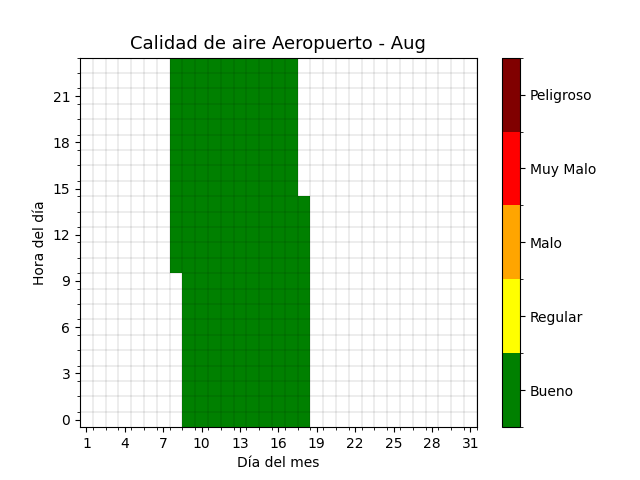 Calidad de aire Aeropuerto - Aug
Hora del día
21
18
15
12
9
6
3
0
1 4 7 10 13 16 19 22 25 28 31
Día del mes
Peligroso
Muy Malo
Malo
Regular
Bueno